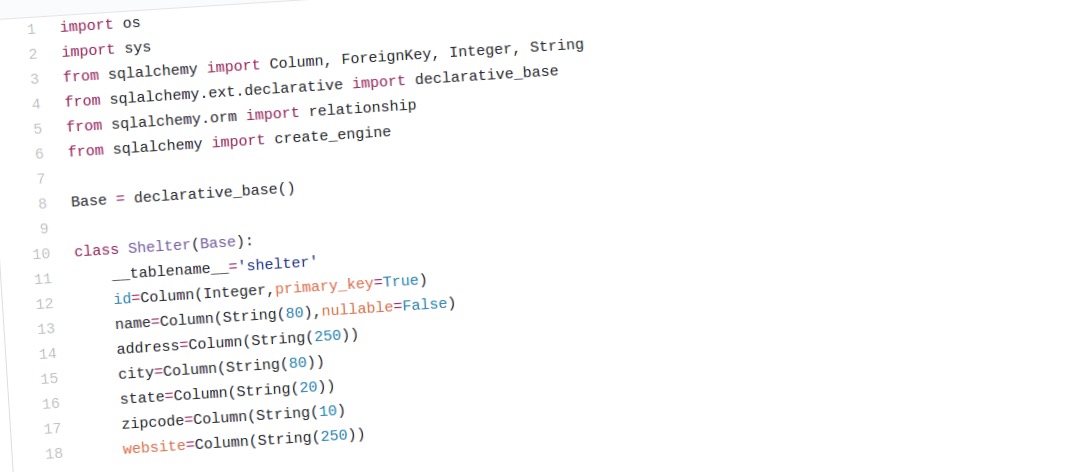 1 import os
2 import sys
3 from sqlalchemy import Column, ForeignKey, Integer, String
4 from sqlalchemy.ext.declarative import declarative_base
5 from sqlalchemy.orm import relationship
6 from sqlalchemy import create_engine
7
8 Base = declarative_base()
9
10 class Shelter(Base):
11 __tablename__='shelter'
12 id=Column(Integer,primary_key=True)
13 name=Column(String(80),nullable=False)
14 address=Column(String(250))
15 city=Column(String(80))
16 state=Column(String(20))
17 zipcode=Column(String(10)
18 website=Column(String(250))